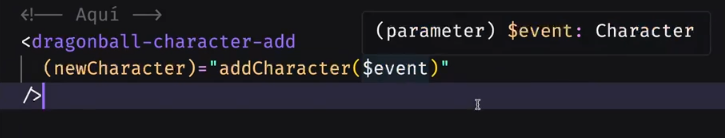 <!-- Aquí -->
<dragonball-character-add
(parameter) $event: Character
(newCharacter)="addCharacter($event)"
/>